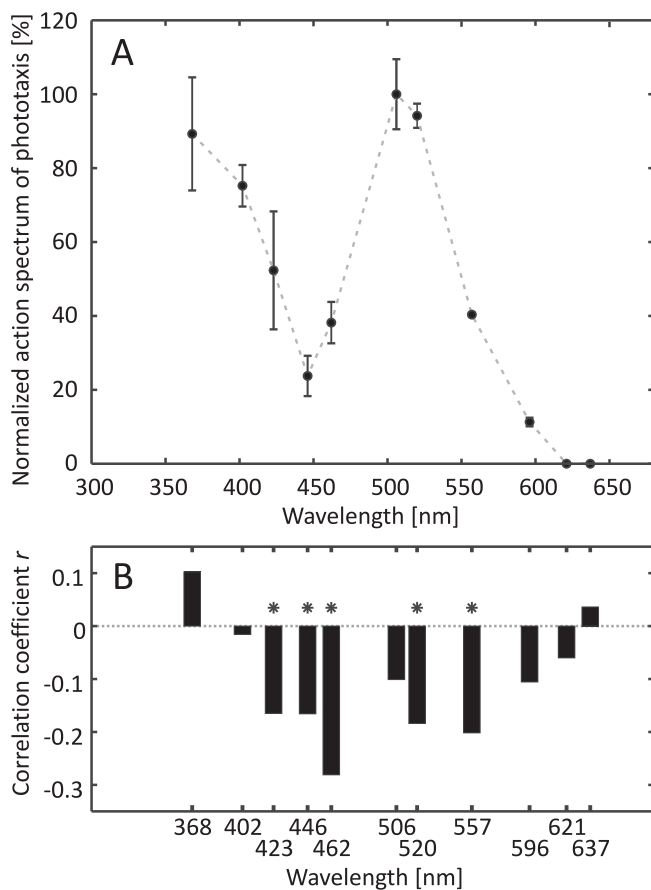 Normalized action spectrum of phototaxis [%]
A
120
100
80
60
40
20
0
300 350 400 450 500 550 600 650
Wavelength [nm]
Correlation coefficient r
B
0.1
0
-0.1
-0.2
-0.3
* * * * *
368 402 446 506 557 621
423 462 520 596 637
Wavelength [nm]